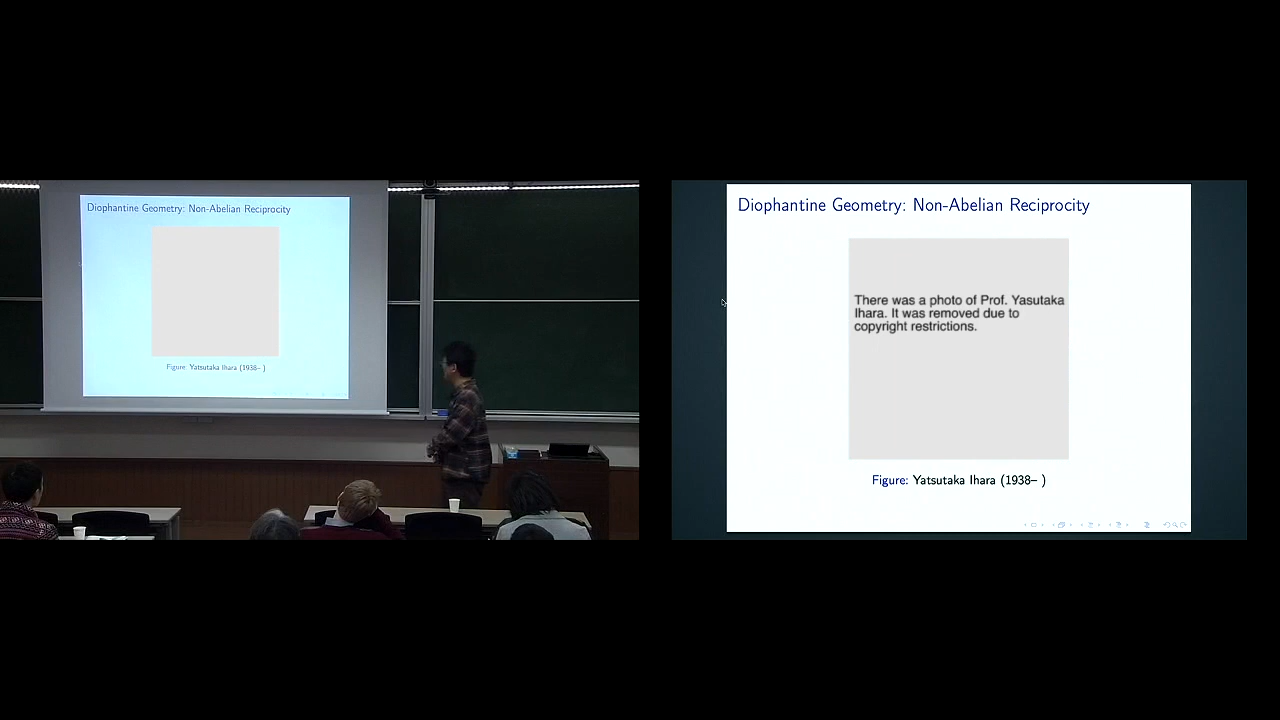 Diophantine Geometry: Non-Abelian Reciprocity
Figure: Yatsutaka Ihara (1938– )
Diophantine Geometry: Non-Abelian Reciprocity
There was a photo of Prof. Yasutaka
Ihara. It was removed due to
copyright restrictions.
Figure: Yatsutaka Ihara (1938– )